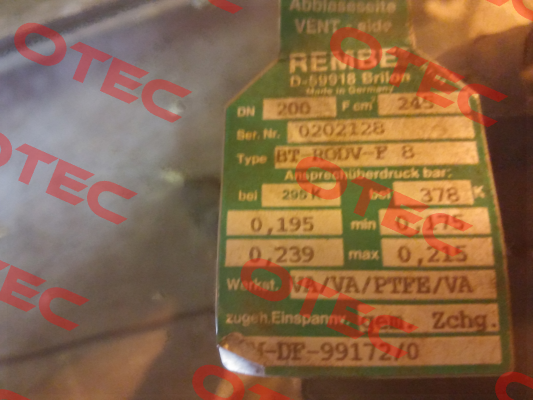 Abblaseseite
VENT - side
REMBE
D-59918 Brilon
Made in Germany
DN 200 F cm² 245
Ser. Nr. 0202128
Type BT-RODV-F 8
Ansprechüberdruck bar:
bei 295 K bei 378 K
0,195 min 0,175
0,239 max 0,215
Werkst. VA/VA/PTFE/VA
zugeh. Einspannv. gem. Zchg.
-DF-99172/0
OTEC
OTEC
OTEC
OTEC
OTEC
OTEC
OTEC
OTEC